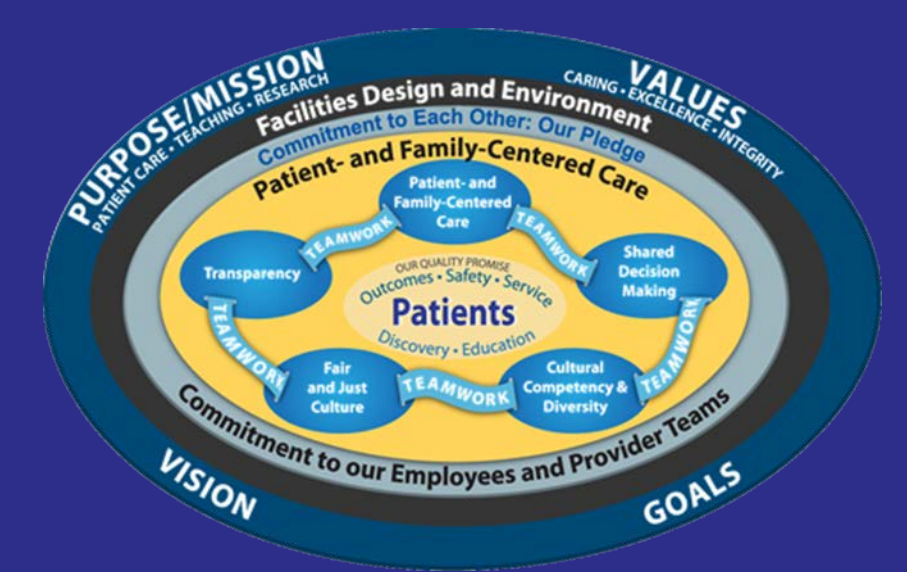 PURPOSE/MISSION
PATIENT CARE • TEACHING • RESEARCH
VALUES
CARING • EXCELLENCE • INTEGRITY
Facilities Design and Environment
Commitment to Each Other: Our Pledge
Patient- and Family-Centered Care
Patient- and
Family-Centered
Care
TEAMWORK
TEAMWORK
Transparency
Shared
Decision
Making
OUR QUALITY PROMISE
Outcomes • Safety • Service
Patients
Discovery • Education
TEAMWORK
TEAMWORK
Fair
and Just
Culture
TEAMWORK
Cultural
Competency &
Diversity
Commitment to our Employees and Provider Teams
VISION
GOALS